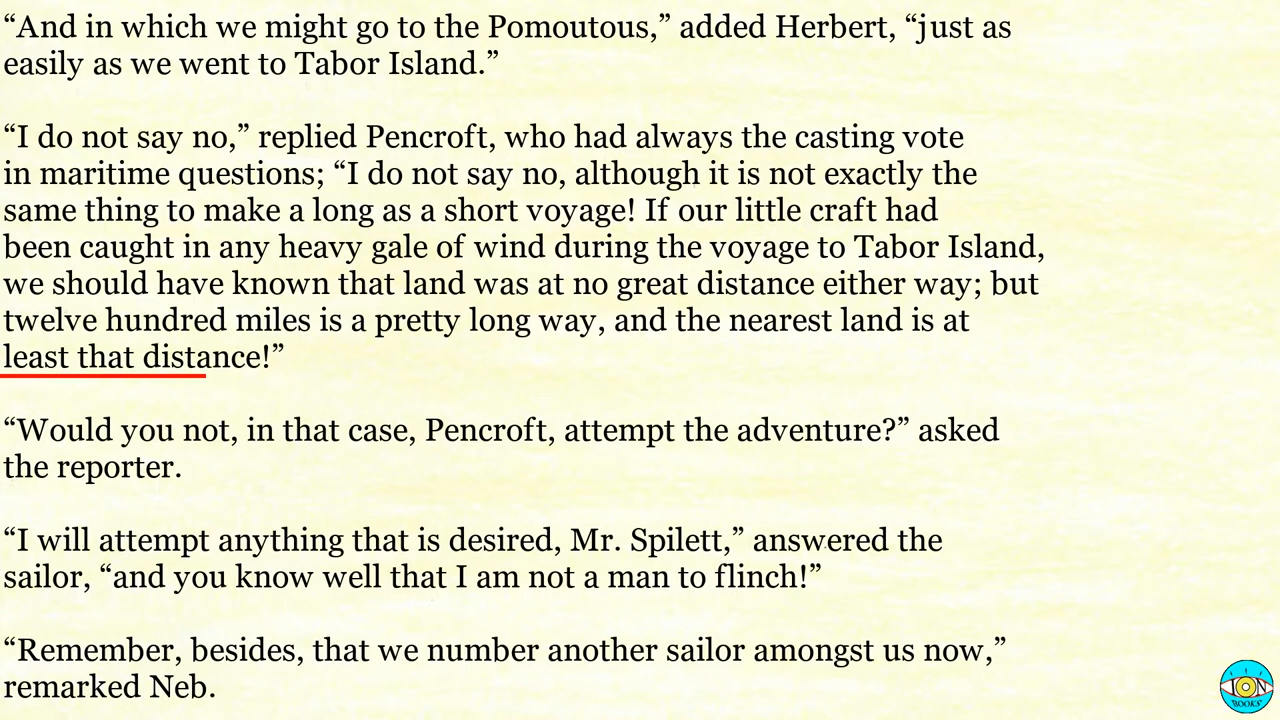 “And in which we might go to the Pomoutous,” added Herbert, “just as
easily as we went to Tabor Island.”
“I do not say no,” replied Pencroft, who had always the casting vote
in maritime questions; “I do not say no, although it is not exactly the
same thing to make a long as a short voyage! If our little craft had
been caught in any heavy gale of wind during the voyage to Tabor Island,
we should have known that land was at no great distance either way; but
twelve hundred miles is a pretty long way, and the nearest land is at
least that distance!”
“Would you not, in that case, Pencroft, attempt the adventure?” asked
the reporter.
“I will attempt anything that is desired, Mr. Spilett,” answered the
sailor, “and you know well that I am not a man to flinch!”
“Remember, besides, that we number another sailor amongst us now,”
remarked Neb.
ION
BOOKS